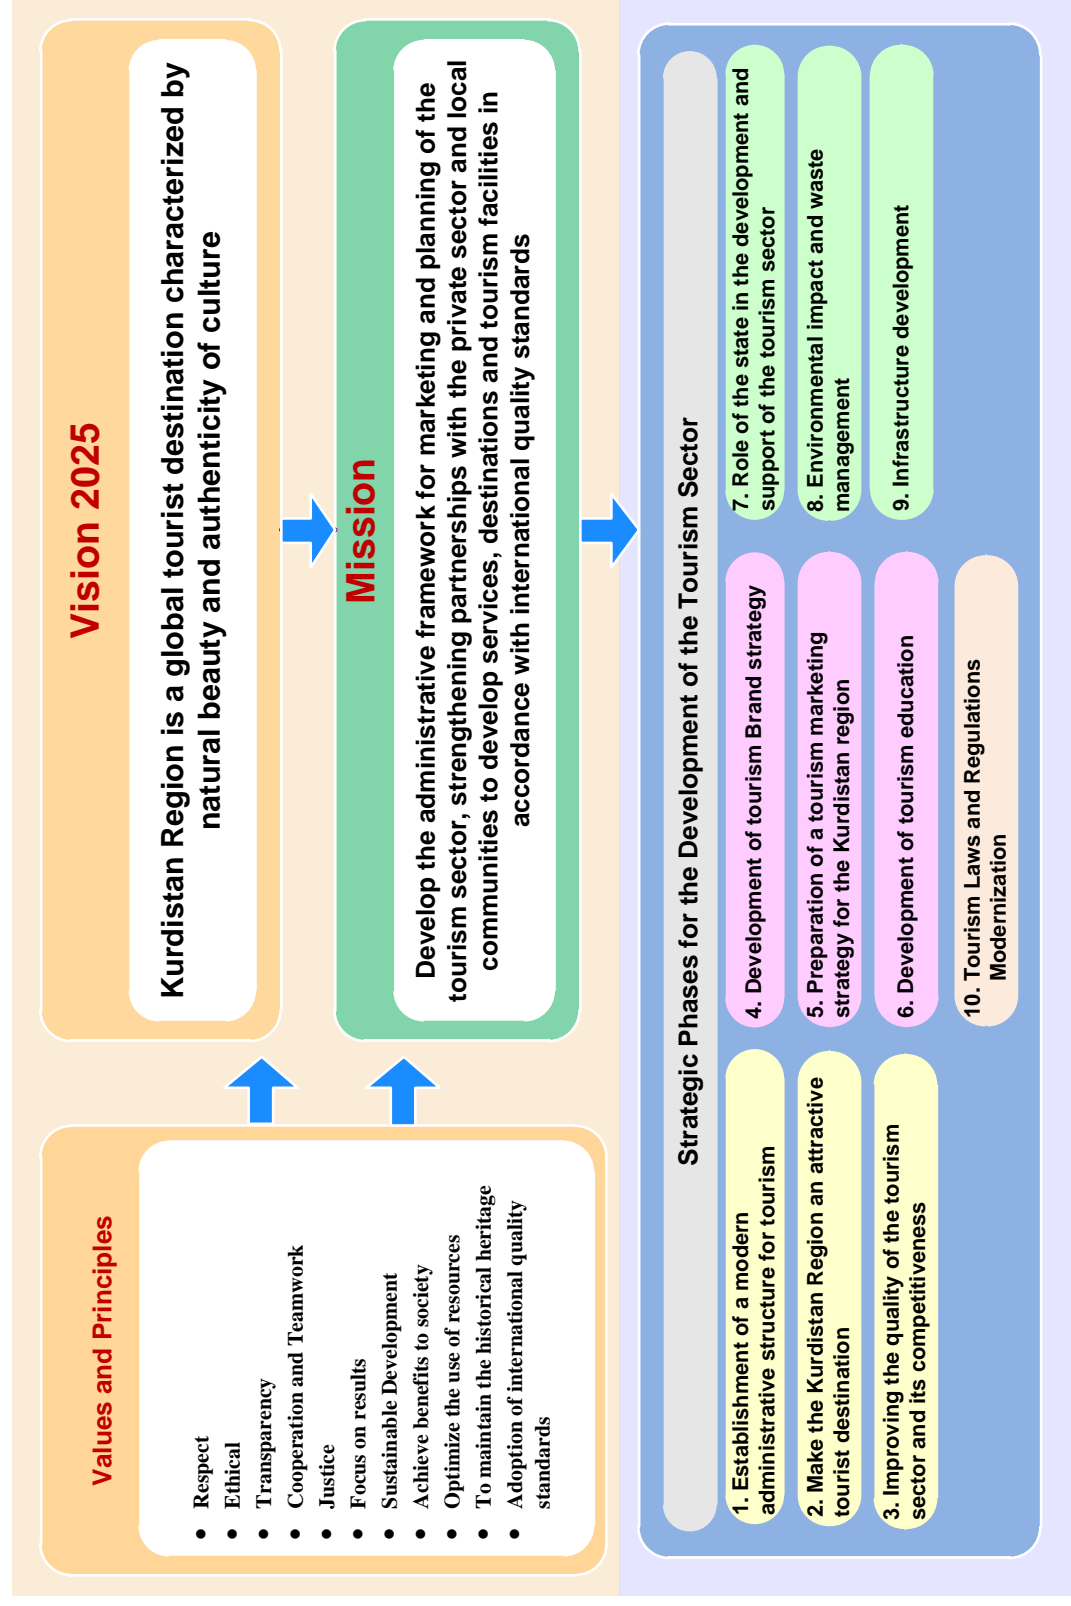 Values and Principles
● Respect
● Ethical
● Transparency
● Cooperation and Teamwork
● Justice
● Focus on results
● Sustainable Development
● Achieve benefits to society
● Optimize the use of resources
● To maintain the historical heritage
● Adoption of international quality
standards
Vision 2025
Kurdistan Region is a global tourist destination characterized by
natural beauty and authenticity of culture
Mission
Develop the administrative framework for marketing and planning of the
tourism sector, strengthening partnerships with the private sector and local
communities to develop services, destinations and tourism facilities in
accordance with international quality standards
Strategic Phases for the Development of the Tourism Sector
1. Establishment of a modern
administrative structure for tourism
2. Make the Kurdistan Region an attractive
tourist destination
3. Improving the quality of the tourism
sector and its competitiveness
4. Development of tourism Brand strategy
5. Preparation of a tourism marketing
strategy for the Kurdistan region
6. Development of tourism education
7. Role of the state in the development and
support of the tourism sector
8. Environmental impact and waste
management
9. Infrastructure development
10. Tourism Laws and Regulations
Modernization